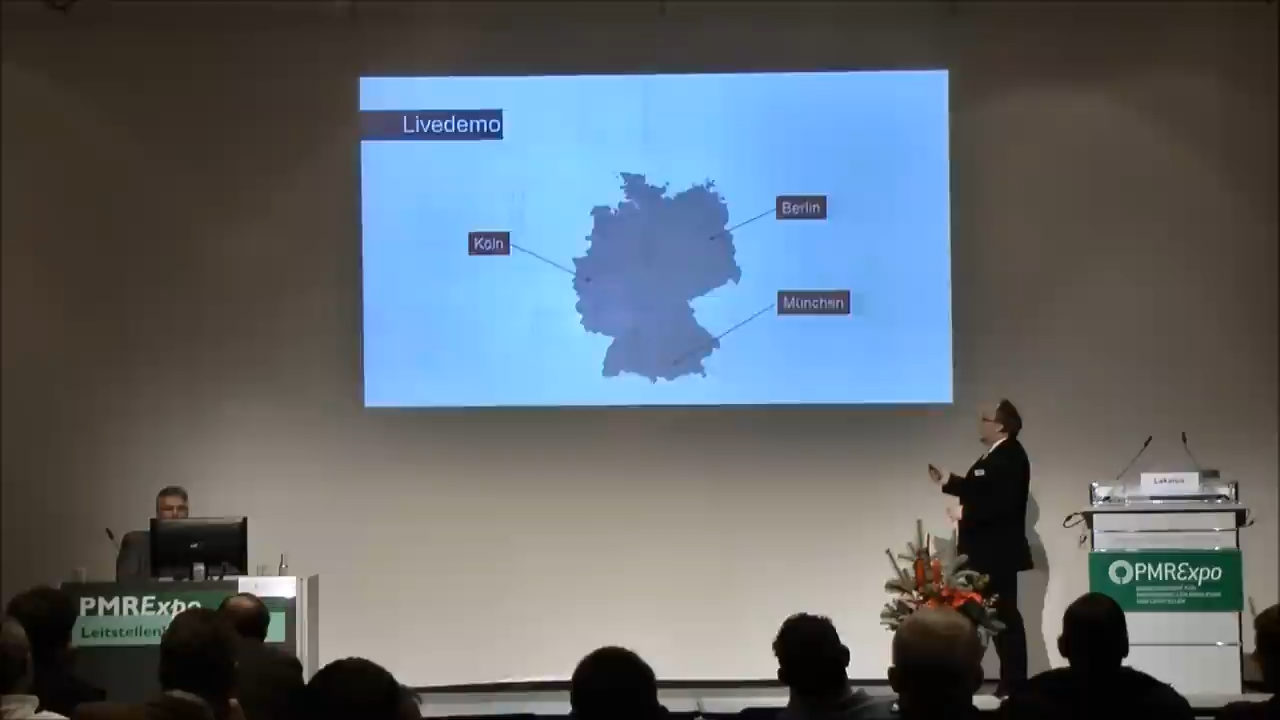 Livedemo
Berlin
Köln
München
PMRExpo
PMRExpo
Leitstellen